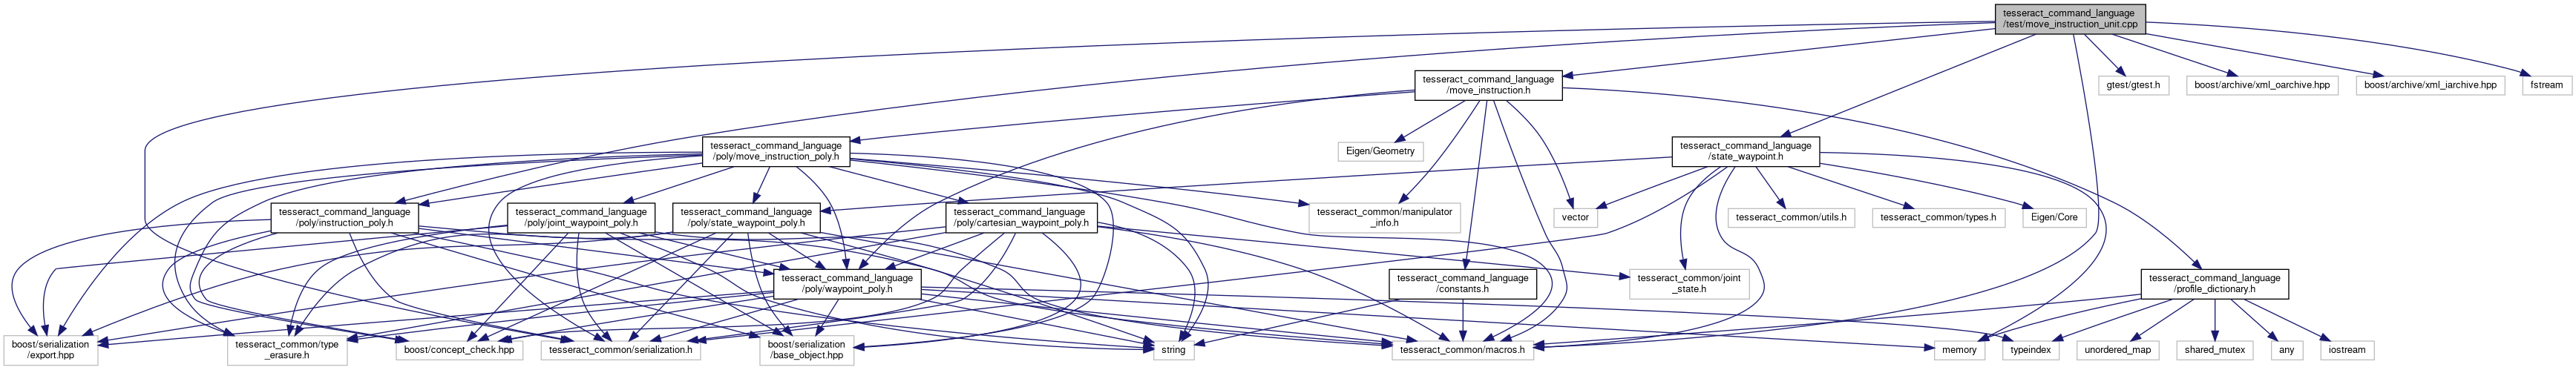 tesseract_command_language
/test/move_instruction_unit.cpp
tesseract_command_language
/move_instruction.h
gtest/gtest.h
boost/archive/xml_oarchive.hpp
boost/archive/xml_iarchive.hpp
fstream
tesseract_command_language
/poly/move_instruction_poly.h
Eigen/Geometry
tesseract_command_language
/state_waypoint.h
tesseract_command_language
/poly/instruction_poly.h
tesseract_command_language
/poly/joint_waypoint_poly.h
tesseract_command_language
/poly/state_waypoint_poly.h
tesseract_command_language
/poly/cartesian_waypoint_poly.h
tesseract_common/manipulator
_info.h
vector
tesseract_common/utils.h
tesseract_common/types.h
Eigen/Core
tesseract_command_language
/poly/waypoint_poly.h
tesseract_command_language
/constants.h
tesseract_common/joint
_state.h
tesseract_command_language
/profile_dictionary.h
boost/serialization
/export.hpp
tesseract_common/type
_erasure.h
boost/concept_check.hpp
tesseract_common/serialization.h
boost/serialization
/base_object.hpp
string
tesseract_common/macros.h
memory
typeindex
unordered_map
shared_mutex
any
iostream